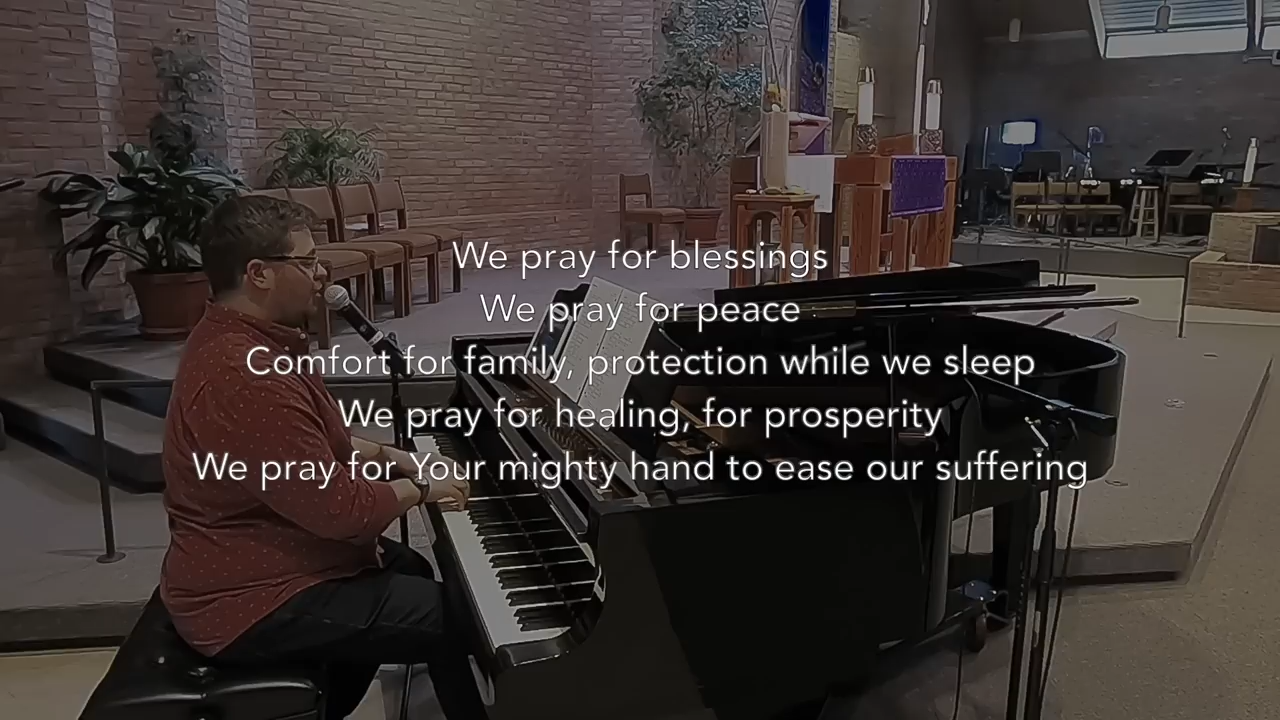 We pray for blessings
We pray for peace
Comfort for family, protection while we sleep
We pray for healing, for prosperity
We pray for Your mighty hand to ease our suffering